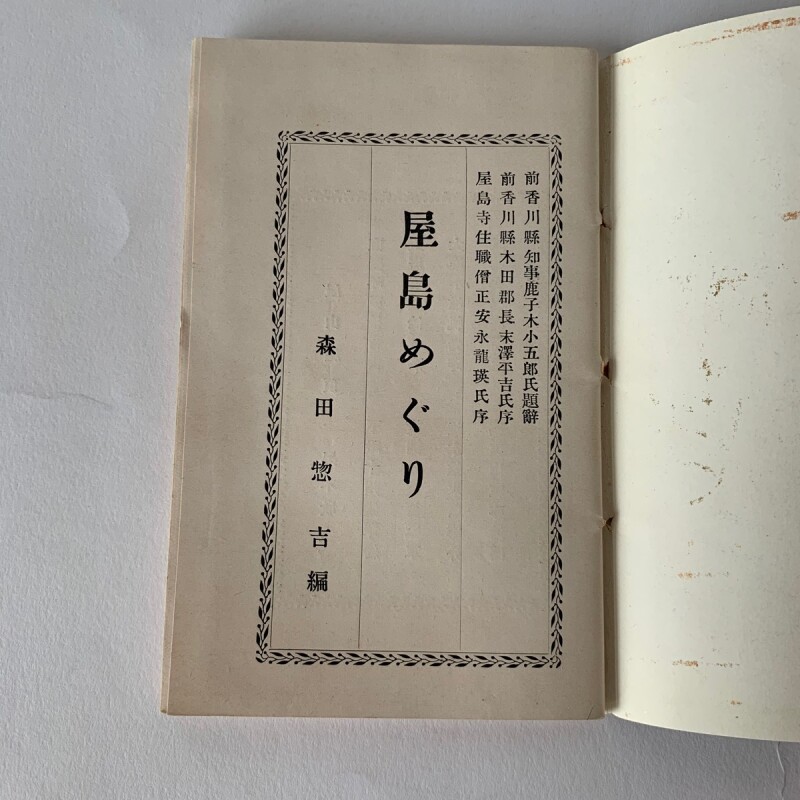 前香川縣知事鹿子木小五郎氏題辭
前香川縣木田郡長末澤平吉氏序
屋島寺住職僧正安永龍瑛氏序
屋島めぐり
森田惣吉編